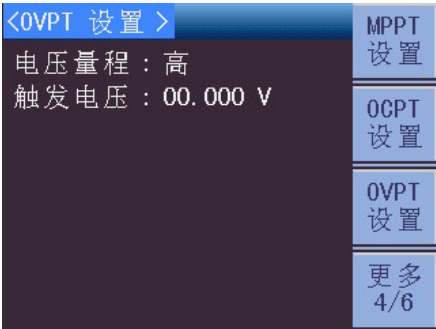 <OVPT 设置 >
电压量程：高
触发电压：00.000 V
MPPT
设置
OCPT
设置
OVPT
设置
更多
4/6